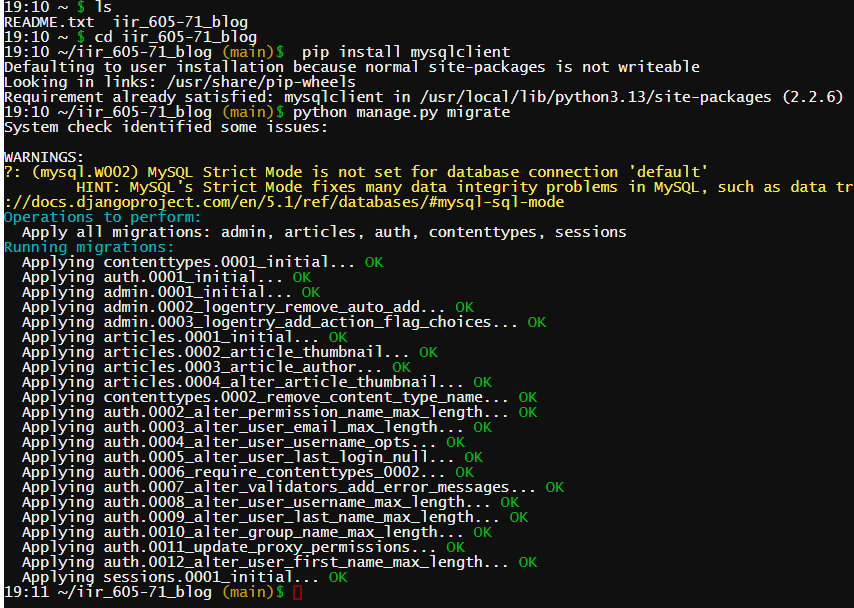 19:10 ~ $ ls
README.txt  iir_605-71_blog
19:10 ~ $ cd iir_605-71_blog
19:10 ~/iir_605-71_blog (main)$  pip install mysqlclient
Defaulting to user installation because normal site-packages is not writeable
Looking in links: /usr/share/pip-wheels
Requirement already satisfied: mysqlclient in /usr/local/lib/python3.13/site-packages (2.2.6)
19:10 ~/iir_605-71_blog (main)$ python manage.py migrate
System check identified some issues:

WARNINGS:
?: (mysql.W002) MySQL Strict Mode is not set for database connection 'default'
        HINT: MySQL's Strict Mode fixes many data integrity problems in MySQL, such as data tr
://docs.djangoproject.com/en/5.1/ref/databases/#mysql-sql-mode
Operations to perform:
  Apply all migrations: admin, articles, auth, contenttypes, sessions
Running migrations:
  Applying contenttypes.0001_initial... OK
  Applying auth.0001_initial... OK
  Applying admin.0001_initial... OK
  Applying admin.0002_logentry_remove_auto_add... OK
  Applying admin.0003_logentry_add_action_flag_choices... OK
  Applying articles.0001_initial... OK
  Applying articles.0002_article_thumbnail... OK
  Applying articles.0003_article_author... OK
  Applying articles.0004_alter_article_thumbnail... OK
  Applying contenttypes.0002_remove_content_type_name... OK
  Applying auth.0002_alter_permission_name_max_length... OK
  Applying auth.0003_alter_user_email_max_length... OK
  Applying auth.0004_alter_user_username_opts... OK
  Applying auth.0005_alter_user_last_login_null... OK
  Applying auth.0006_require_contenttypes_0002... OK
  Applying auth.0007_alter_validators_add_error_messages... OK
  Applying auth.0008_alter_user_username_max_length... OK
  Applying auth.0009_alter_user_last_name_max_length... OK
  Applying auth.0010_alter_group_name_max_length... OK
  Applying auth.0011_update_proxy_permissions... OK
  Applying auth.0012_alter_user_first_name_max_length... OK
  Applying sessions.0001_initial... OK
19:11 ~/iir_605-71_blog (main)$